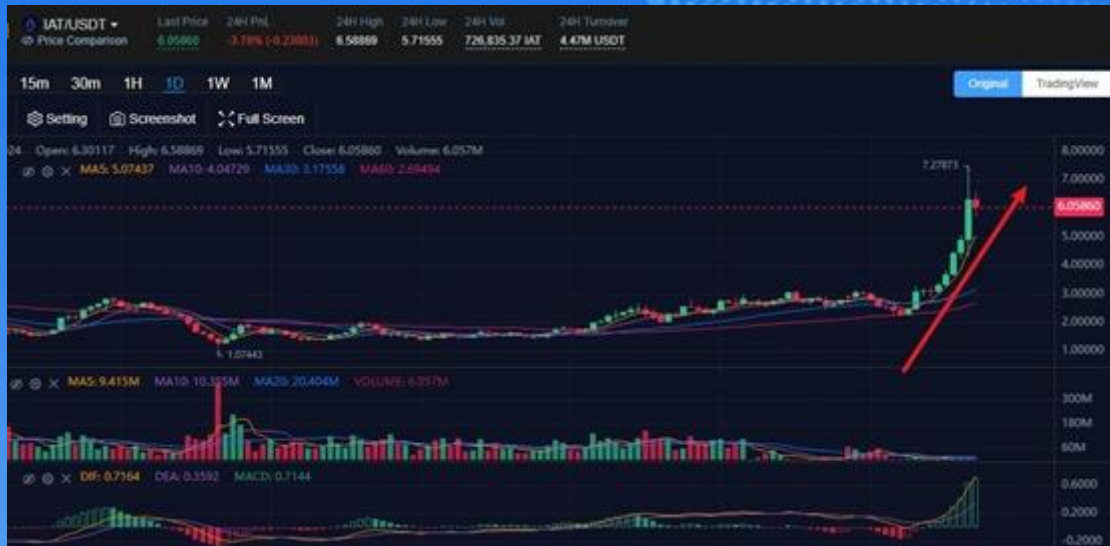 IAT/USDT Last Price 24H PnL 24H High 24H Low 24H Vol 24H Turnover
Price Comparison 6.05860 -3.78% (-0.23803) 6.58869 5.71555 726,835.37 IAT 4.47M USDT
15m 30m 1H 1D 1W 1M
Original TradingView
Setting Screenshot Full Screen
24 Open: 6.30117 High: 6.58869 Low: 5.71555 Close: 6.05860 Volume: 6.057M
MA5: 5.07437 MA10: 4.04729 MA30: 3.17558 MA60: 2.69494
8.00000
7.27873
7.00000
6.05860
5.00000
4.00000
3.00000
2.00000
1.00000
1.07443
MA5: 9.415M MA10: 10.325M MA20: 20.404M VOLUME: 6.057M
300M
180M
60M
DIF: 0.7164 DEA: 0.3592 MACD: 0.7144
0.6000
0.2000
-0.2000